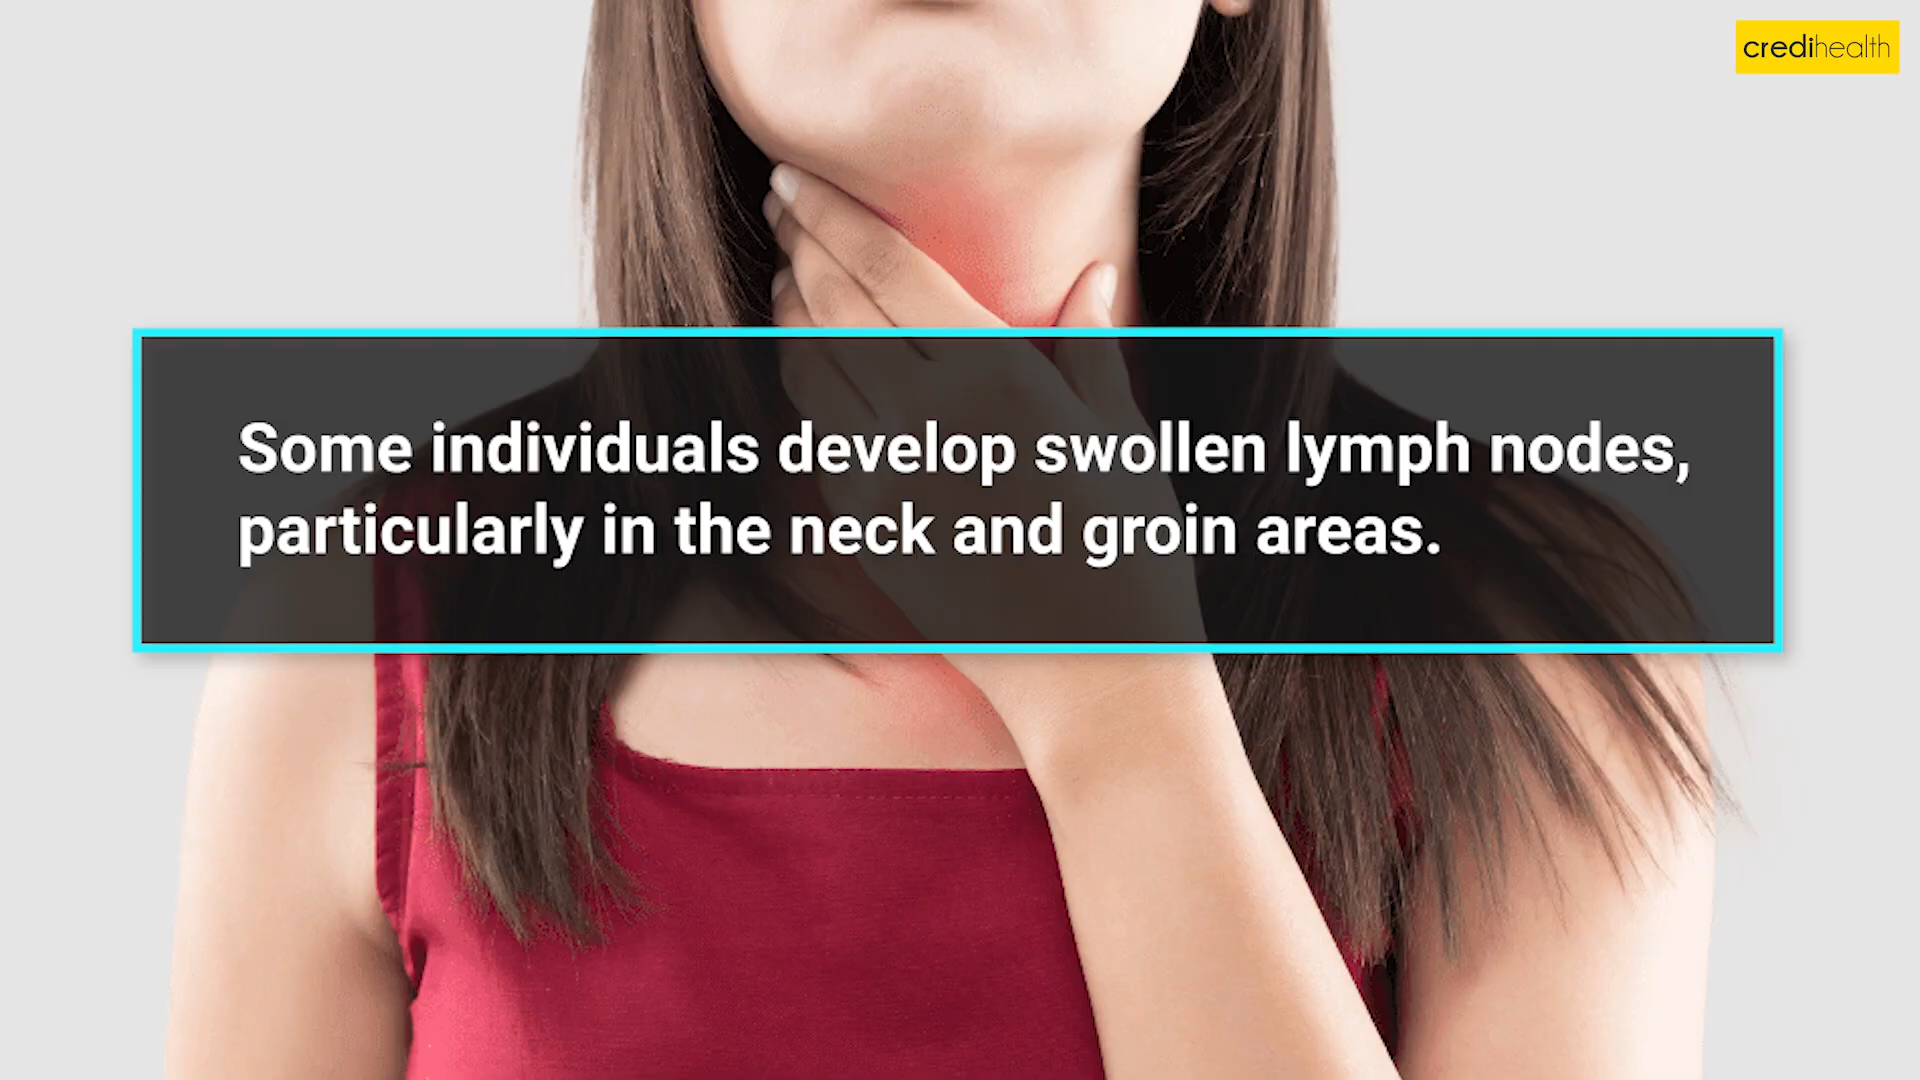 credihealth
Some individuals develop swollen lymph nodes,
particularly in the neck and groin areas.